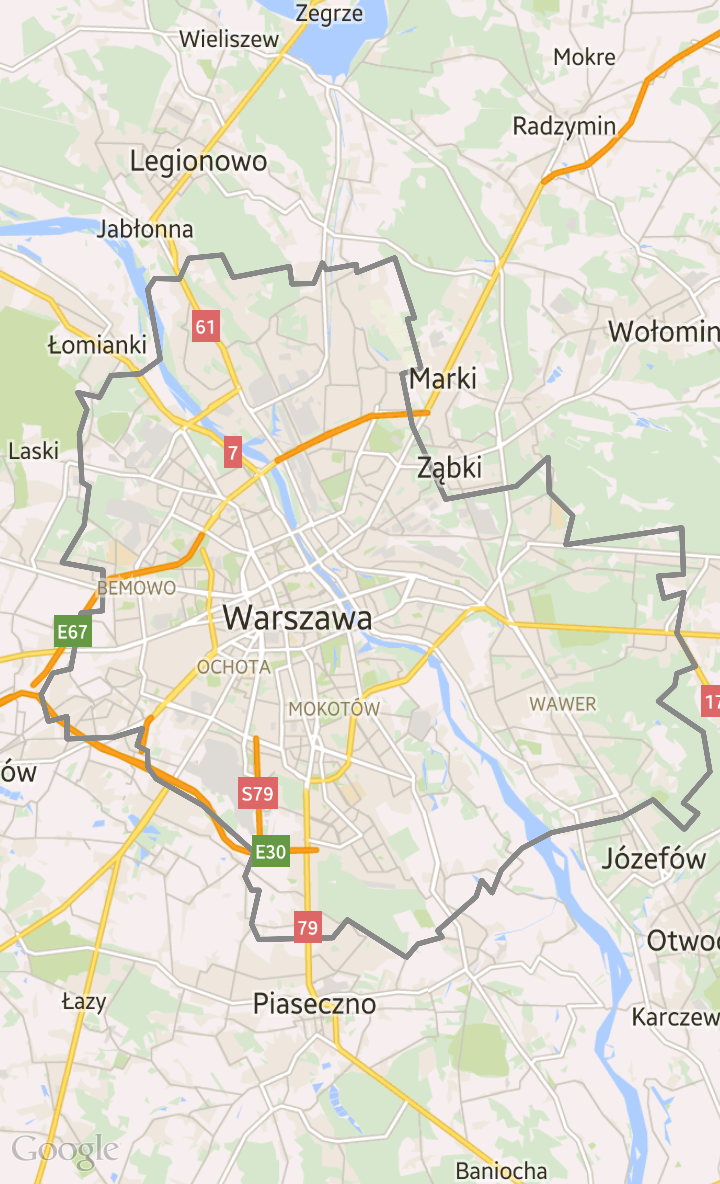 Zegrze
Wieliszew
Mokre
Radzymin
Legionowo
Jabłonna
61
Łomianki
Wołomin
Marki
Laski
7
Ząbki
BEMOWO
Warszawa
E67
OCHOTA
MOKOTÓW
WAWER
17
ów
S79
E30
Józefów
79
Otwoc
Łazy
Piaseczno
Karczew
Google
Baniocha